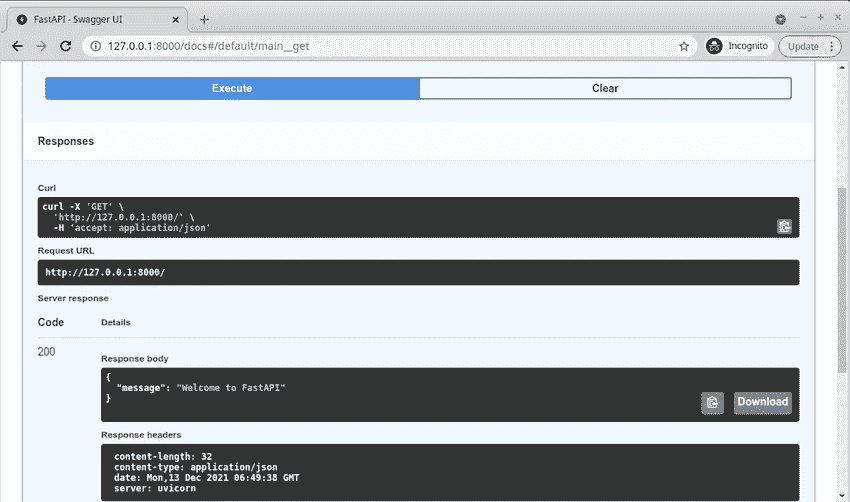 FastAPI - Swagger UI
127.0.0.1:8000/docs#/default/main__get
Incognito
Update
Execute
Clear
Responses
Curl
curl -X 'GET' \
'http://127.0.0.1:8000/' \
-H 'accept: application/json'
Request URL
http://127.0.0.1:8000/
Server response
Code
Details
200
Response body
{
"message": "Welcome to FastAPI"
}
Download
Response headers
content-length: 32
content-type: application/json
date: Mon,13 Dec 2021 06:49:38 GMT
server: uvicorn